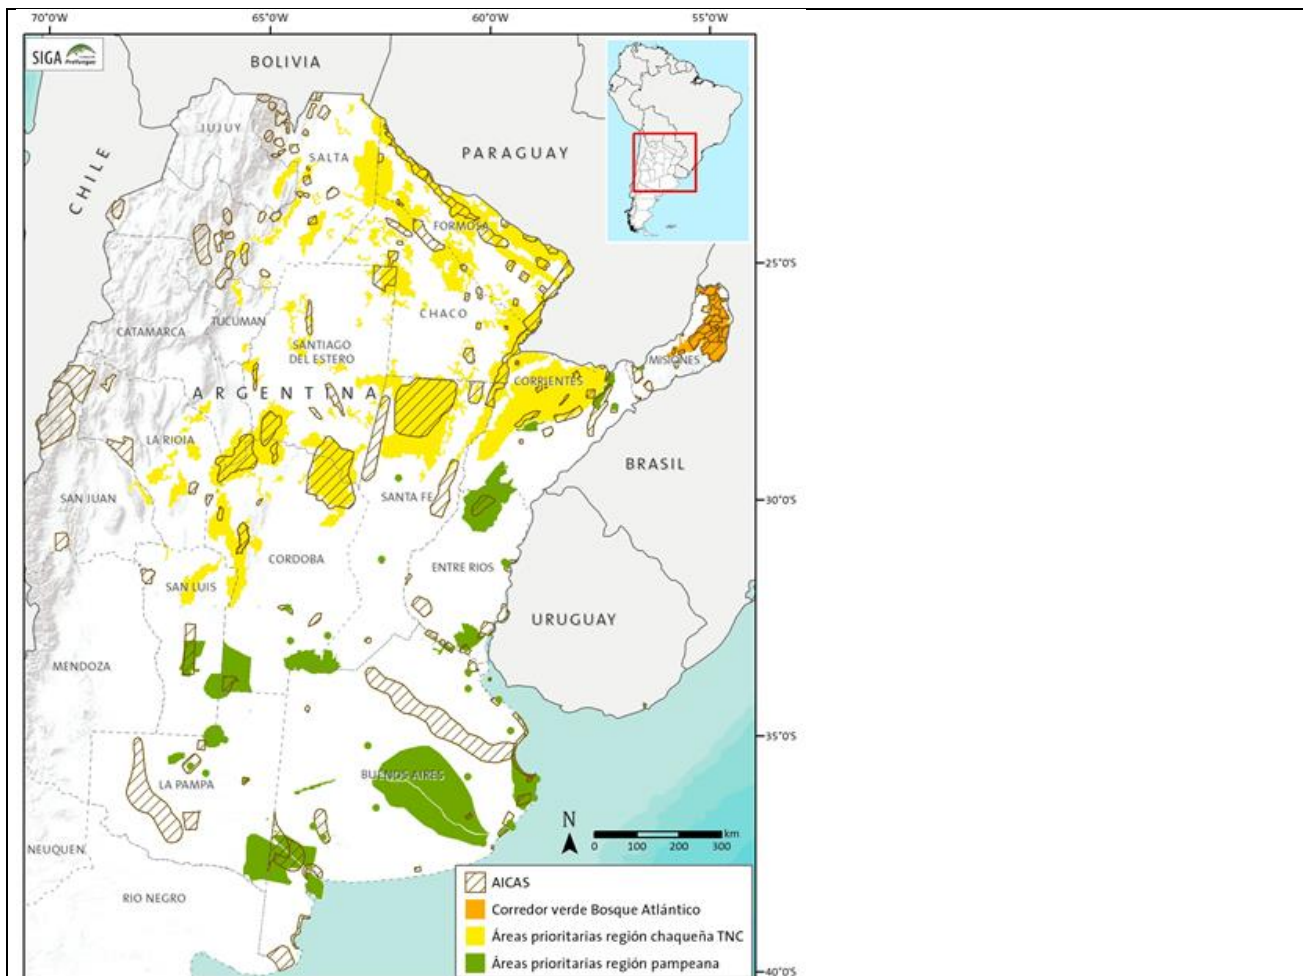 70°0'W 65°0'W 60°0'W 55°0'W
SIGA ProYungas
BOLIVIA
JUJUY
SALTA
PARAGUAY
CHILE
FORMOSA
25°0'S
CHACO
CATAMARCA
TUCUMAN
SANTIAGO
DEL ESTERO
MISIONES
CORRIENTES
ARGENTINA
LA RIOJA
BRASIL
SAN JUAN
SANTA FE
30°0'S
CORDOBA
ENTRE RIOS
SAN LUIS
URUGUAY
MENDOZA
35°0'S
BUENOS AIRES
LA PAMPA
N
km
0 100 200 300
NEUQUEN
RIO NEGRO
AICAS
Corredor verde Bosque Atlántico
Áreas prioritarias región chaqueña TNC
Áreas prioritarias región pampeana
40°0'S